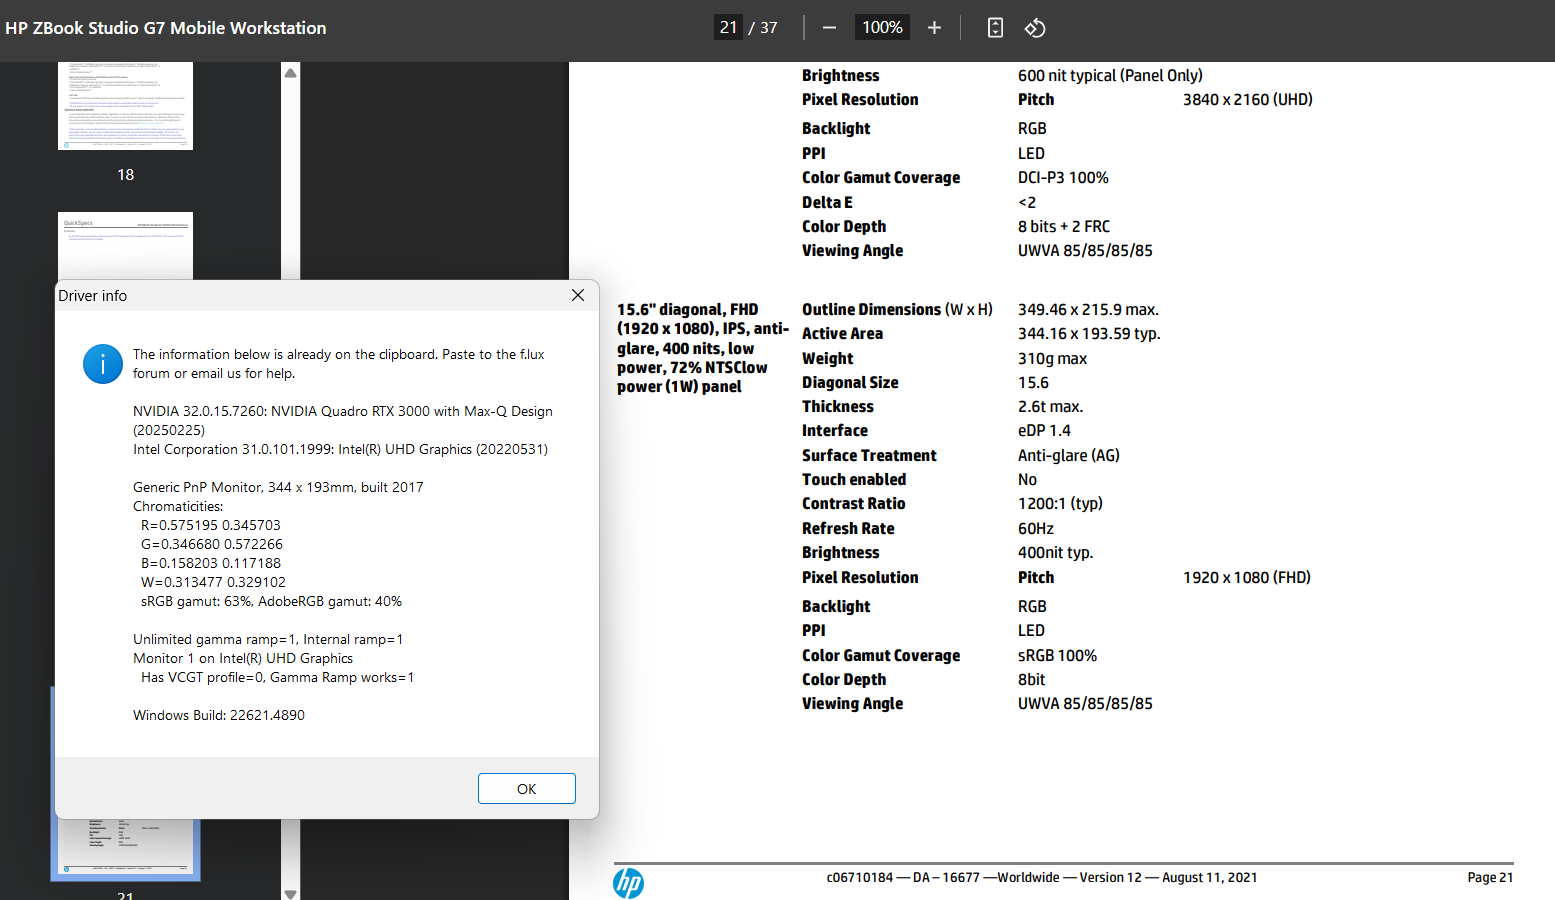 HP ZBook Studio G7 Mobile Workstation
21 / 37
100%
18
QuickSpecs
21
Driver info
The information below is already on the clipboard. Paste to the f.lux
forum or email us for help.
NVIDIA 32.0.15.7260: NVIDIA Quadro RTX 3000 with Max-Q Design
(20250225)
Intel Corporation 31.0.101.1999: Intel(R) UHD Graphics (20220531)
Generic PnP Monitor, 344 x 193mm, built 2017
Chromaticities:
R=0.575195 0.345703
G=0.346680 0.572266
B=0.158203 0.117188
W=0.313477 0.329102
sRGB gamut: 63%, AdobeRGB gamut: 40%
Unlimited gamma ramp=1, Internal ramp=1
Monitor 1 on Intel(R) UHD Graphics
Has VCGT profile=0, Gamma Ramp works=1
Windows Build: 22621.4890
OK
Brightness 600 nit typical (Panel Only)
Pixel Resolution Pitch 3840 x 2160 (UHD)
Backlight RGB
PPI LED
Color Gamut Coverage DCI-P3 100%
Delta E <2
Color Depth 8 bits + 2 FRC
Viewing Angle UWVA 85/85/85/85
15.6" diagonal, FHD
(1920 x 1080), IPS, anti-
glare, 400 nits, low
power, 72% NTSClow
power (1W) panel
Outline Dimensions (W x H) 349.46 x 215.9 max.
Active Area 344.16 x 193.59 typ.
Weight 310g max
Diagonal Size 15.6
Thickness 2.6t max.
Interface eDP 1.4
Surface Treatment Anti-glare (AG)
Touch enabled No
Contrast Ratio 1200:1 (typ)
Refresh Rate 60Hz
Brightness 400nit typ.
Pixel Resolution Pitch 1920 x 1080 (FHD)
Backlight RGB
PPI LED
Color Gamut Coverage sRGB 100%
Color Depth 8bit
Viewing Angle UWVA 85/85/85/85
hp
c06710184 — DA – 16677 —Worldwide — Version 12 — August 11, 2021
Page 21